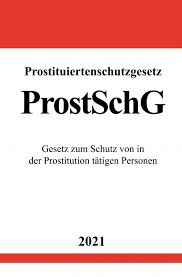 Prostituiertenschutzgesetz
ProstSchG
Gesetz zum Schutz von in
der Prostitution tätigen Personen
2021